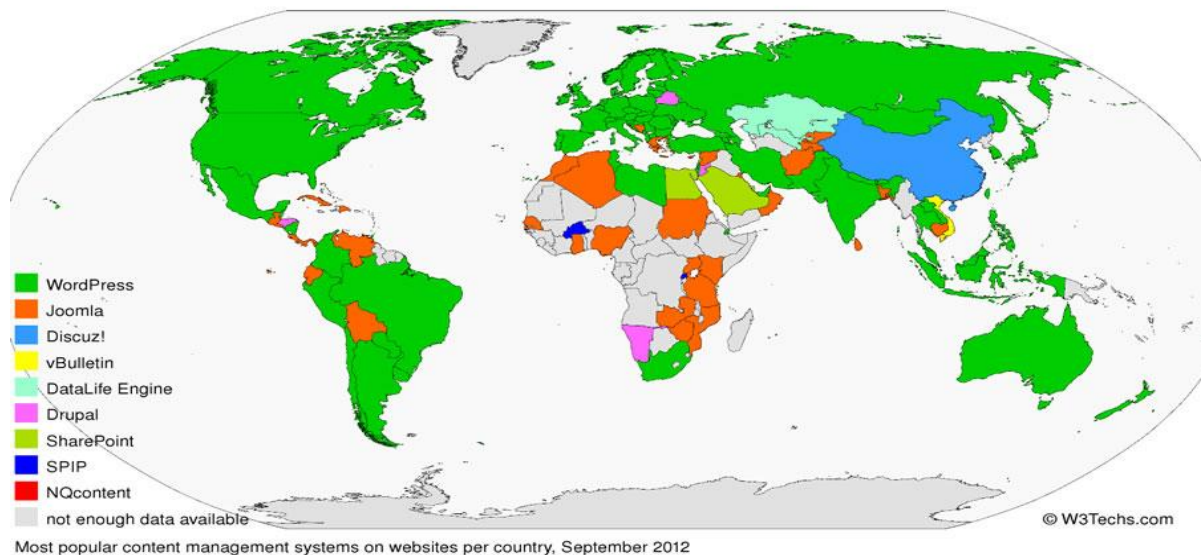 WordPress
Joomla
Discuz!
vBulletin
DataLife Engine
Drupal
SharePoint
SPIP
NQcontent
not enough data available
© W3Techs.com
Most popular content management systems on websites per country, September 2012